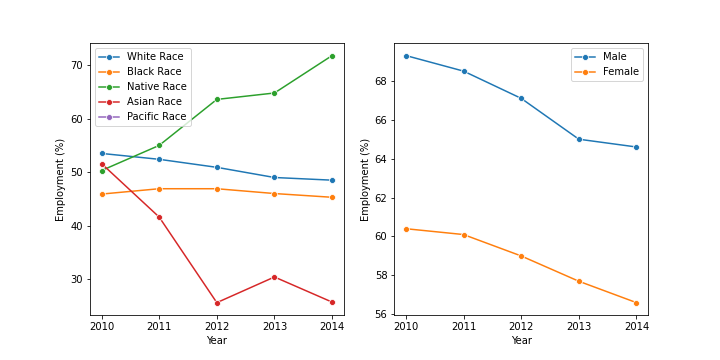 White Race
Black Race
Native Race
Asian Race
Pacific Race
70
60
50
40
30
Employment (%)
2010 2011 2012 2013 2014
Year
Male
Female
68
66
64
62
60
58
56
Employment (%)
2010 2011 2012 2013 2014
Year